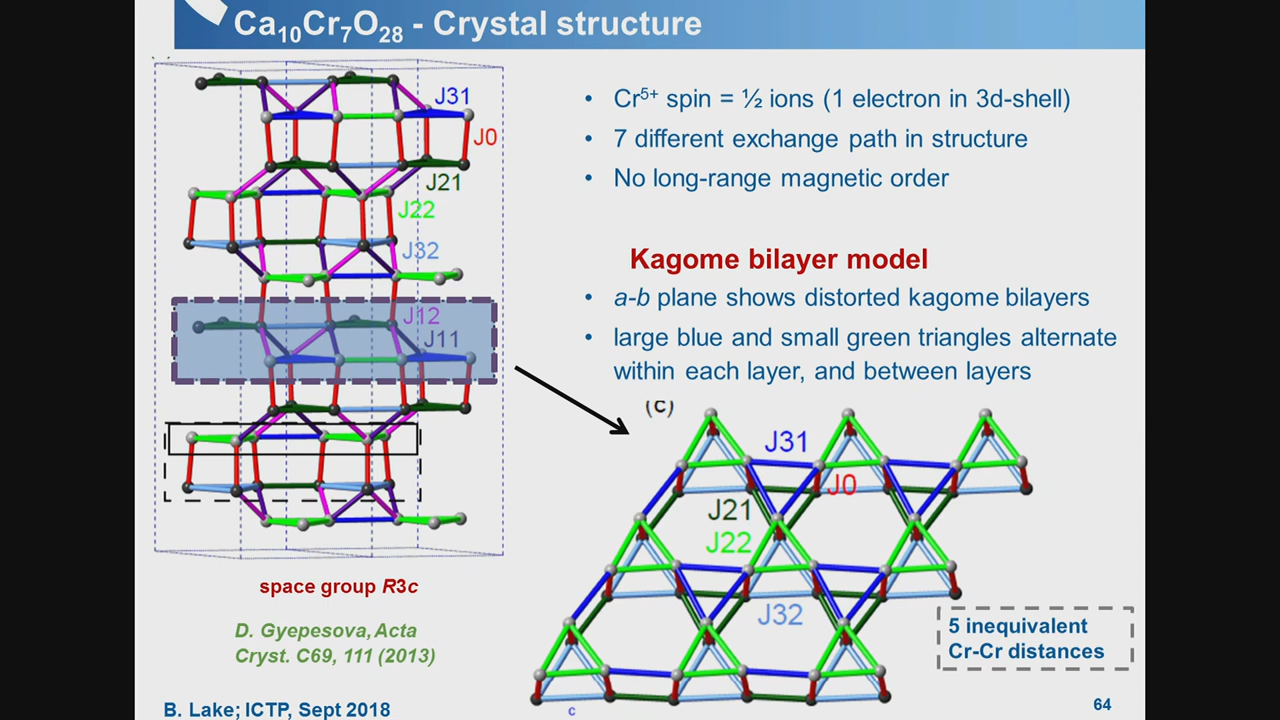 Ca₁₀Cr₇O₂₈ - Crystal structure
J31
J0
J21
J22
J32
J12
J11
space group R3c
D. Gyepesova, Acta
Cryst. C69, 111 (2013)
B. Lake; ICTP, Sept 2018
• Cr⁵⁺ spin = ½ ions (1 electron in 3d-shell)
• 7 different exchange path in structure
• No long-range magnetic order
Kagome bilayer model
• a-b plane shows distorted kagome bilayers
• large blue and small green triangles alternate
within each layer, and between layers
(c)
J31
J0
J21
J22
J32
c
5 inequivalent
Cr-Cr distances
64